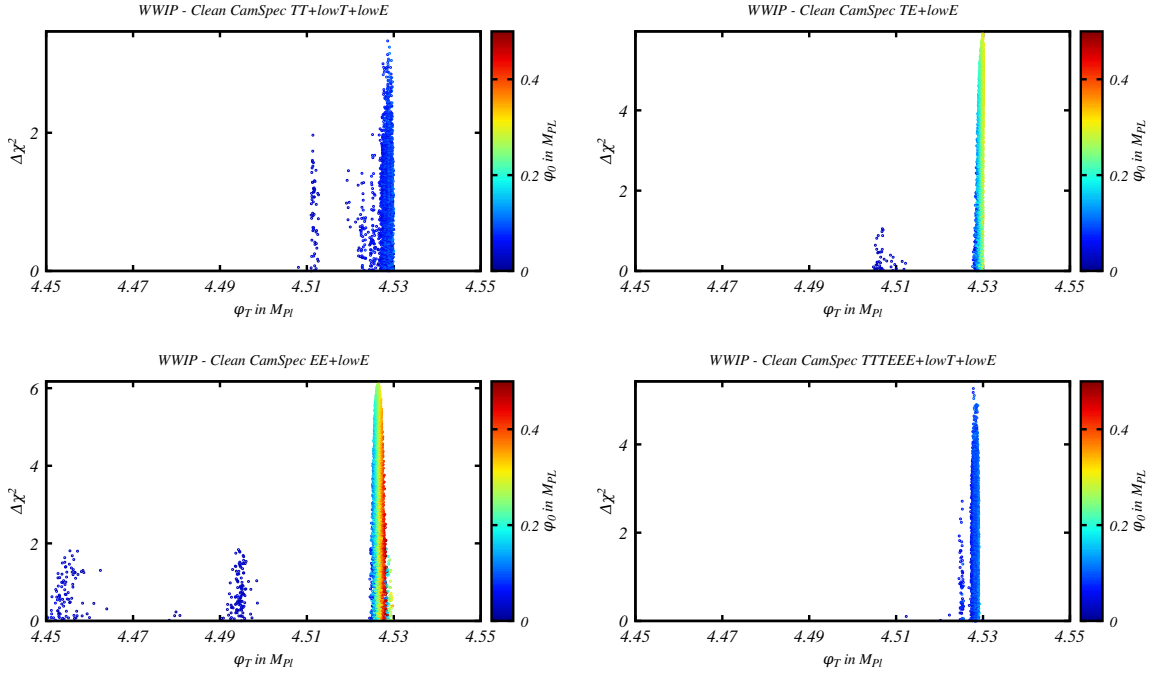 WWIP - Clean CamSpec TT+lowT+lowE
Δχ²
2
0
4.45 4.47 4.49 4.51 4.53 4.55
φT in MPl
0.4
0.2
0
φ0 in MPL
WWIP - Clean CamSpec TE+lowE
Δχ²
4
2
0
4.45 4.47 4.49 4.51 4.53 4.55
φT in MPl
0.4
0.2
0
φ0 in MPL
WWIP - Clean CamSpec EE+lowE
Δχ²
6
4
2
0
4.45 4.47 4.49 4.51 4.53 4.55
φT in MPl
0.4
0.2
0
φ0 in MPL
WWIP - Clean CamSpec TTTEEE+lowT+lowE
Δχ²
4
2
0
4.45 4.47 4.49 4.51 4.53 4.55
φT in MPl
0.4
0.2
0
φ0 in MPL